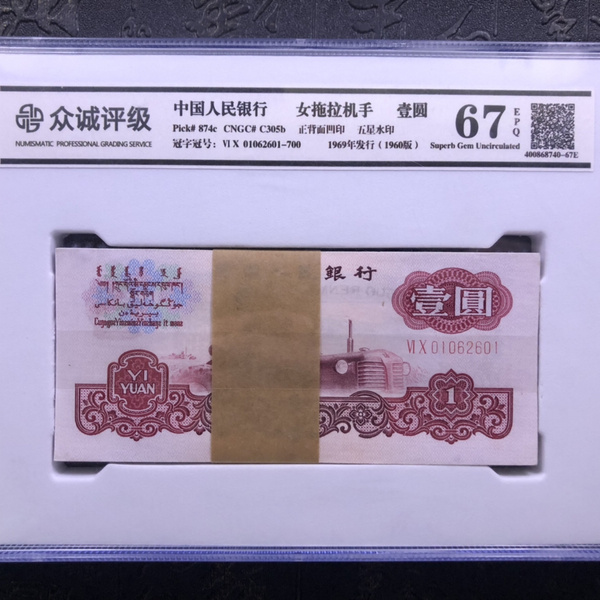 众诚评级
NUMISMATIC PROFESSIONAL GRADING SERVICE
中国人民银行 女拖拉机手 壹圆
Pick# 874c CNGC# C305b 正背面凹印 五星水印
冠字冠号: VI X 01062601-700 1969年发行 (1960版)
67
EPQ
Superb Gem Uncirculated
400868740-67E
銀行
壹圓
VI X 01062601
YI
YUAN
1